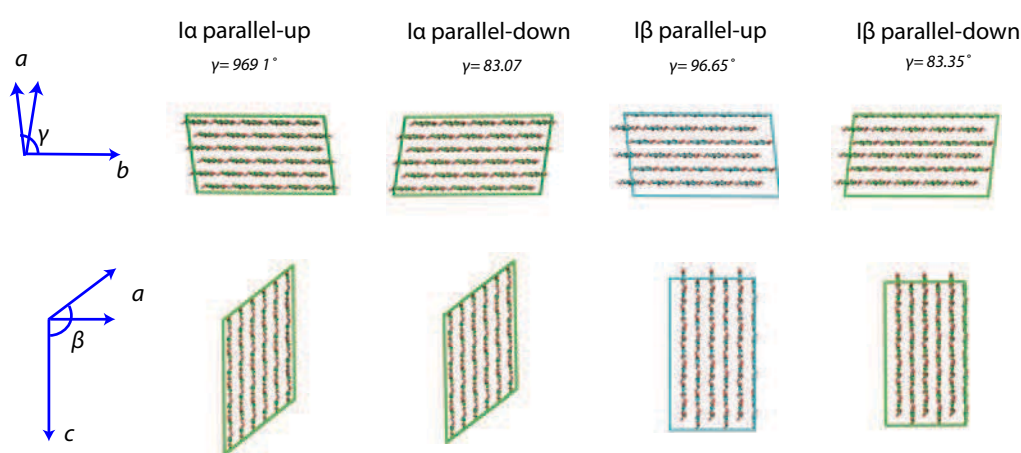 Iα parallel-up
Iα parallel-down
Iβ parallel-up
Iβ parallel-down
γ= 969 1°
γ= 83.07
γ= 96.65°
γ= 83.35°
a
γ
b
a
β
c